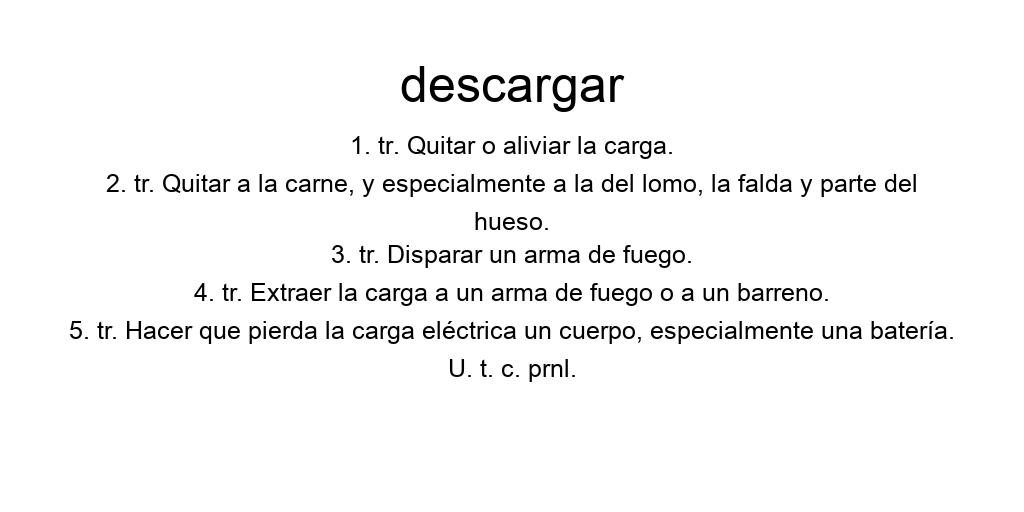 descargar
1. tr. Quitar o aliviar la carga.
2. tr. Quitar a la carne, y especialmente a la del lomo, la falda y parte del
hueso.
3. tr. Disparar un arma de fuego.
4. tr. Extraer la carga a un arma de fuego o a un barreno.
5. tr. Hacer que pierda la carga eléctrica un cuerpo, especialmente una batería.
U. t. c. prnl.